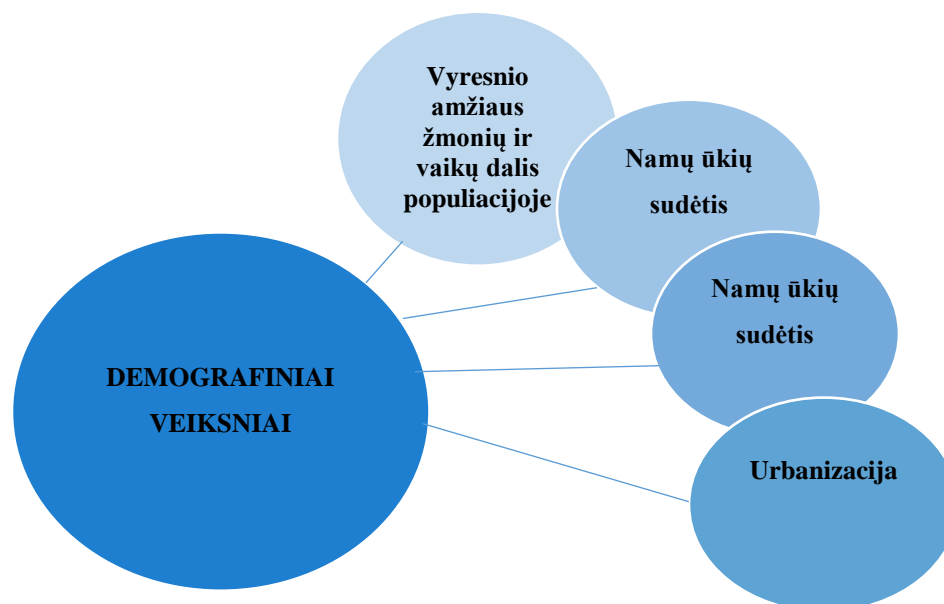 Vyresnio
amžiaus
žmonių ir
vaikų dalis
populiacijoje
Namų ūkių
sudėtis
Namų ūkių
sudėtis
DEMOGRAFINIAI
VEIKSNIAI
Urbanizacija